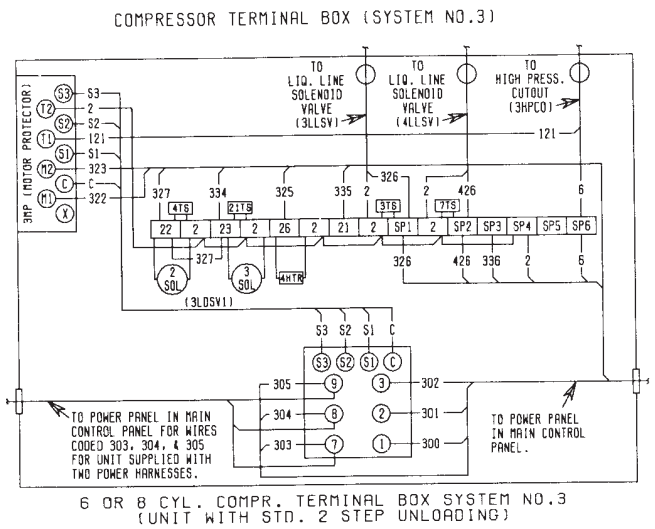 COMPRESSOR TERMINAL BOX (SYSTEM NO.3)
TO
LIQ. LINE
SOLENOID
VALVE
(3LLSV)
TO
LIQ. LINE
SOLENOID
VALVE
(4LLSV)
TO
HIGH PRESS.
CUTOUT
(3HPCO)
3MP (MOTOR PROTECTOR)
S3 S3
T2 2
S2 S2
T1 121
S1 S1
M2 323
C C
M1 322
X
121
327 334 325 335 2 326 2 426 6
4TS 21TS 3TS 7TS
22 2 23 2 26 2 21 2 SP1 2 SP2 SP3 SP4 SP5 SP6
327 326 426 336 2 6
2
SOL
3
SOL
4HTR
(3LDSV1)
S3 S2 S1 C
S3 S2 S1 C
305 9 3 302
304 8 2 301
303 7 1 300
TO POWER PANEL IN MAIN
CONTROL PANEL FOR WIRES
CODED 303, 304, & 305
FOR UNIT SUPPLIED WITH
TWO POWER HARNESSES.
TO POWER PANEL
IN MAIN CONTROL
PANEL.
6 OR 8 CYL. COMPR. TERMINAL BOX SYSTEM NO.3
(UNIT WITH STD. 2 STEP UNLOADING)